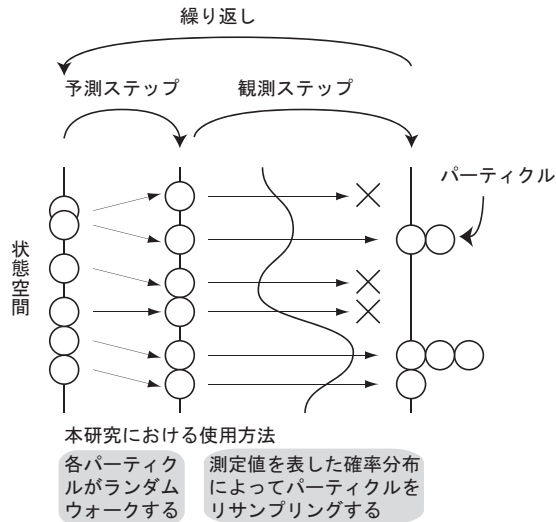 繰り返し
予測ステップ
観測ステップ
パーティクル
状態空間
本研究における使用方法
各パーティク
ルがランダム
ウォークする
測定値を表した確率分布
によってパーティクルを
リサンプリングする